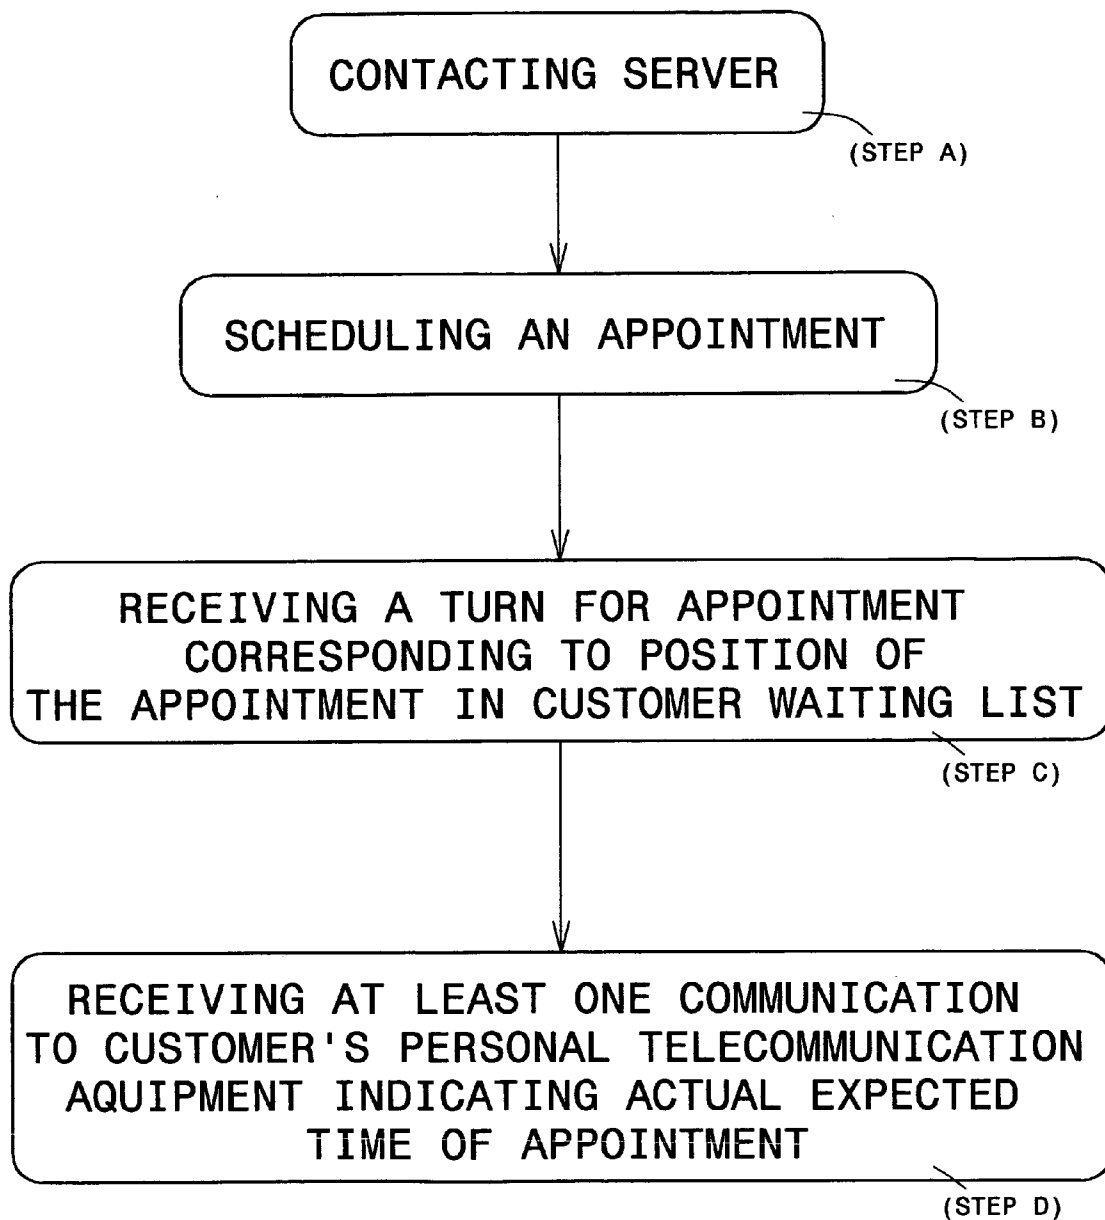 CONTACTING SERVER
(STEP A)
SCHEDULING AN APPOINTMENT
(STEP B)
RECEIVING A TURN FOR APPOINTMENT
CORRESPONDING TO POSITION OF
THE APPOINTMENT IN CUSTOMER WAITING LIST
(STEP C)
RECEIVING AT LEAST ONE COMMUNICATION
TO CUSTOMER'S PERSONAL TELECOMMUNICATION
AQUIPMENT INDICATING ACTUAL EXPECTED
TIME OF APPOINTMENT
(STEP D)